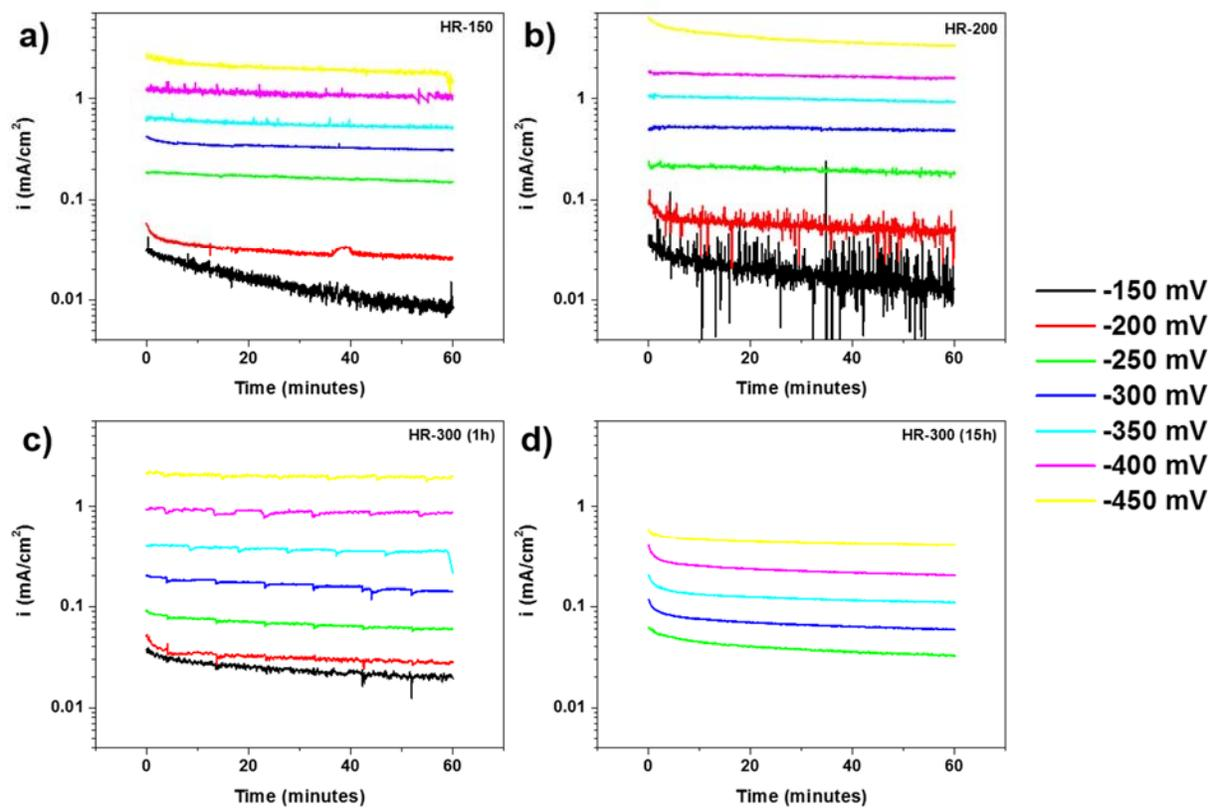 a)
HR-150
i (mA/cm²)
1
0.1
0.01
0
20
40
60
Time (minutes)
b)
HR-200
i (mA/cm²)
1
0.1
0.01
0
20
40
60
Time (minutes)
c)
HR-300 (1h)
i (mA/cm²)
1
0.1
0.01
0
20
40
60
Time (minutes)
d)
HR-300 (15h)
i (mA/cm²)
1
0.1
0.01
0
20
40
60
Time (minutes)
-150 mV
-200 mV
-250 mV
-300 mV
-350 mV
-400 mV
-450 mV